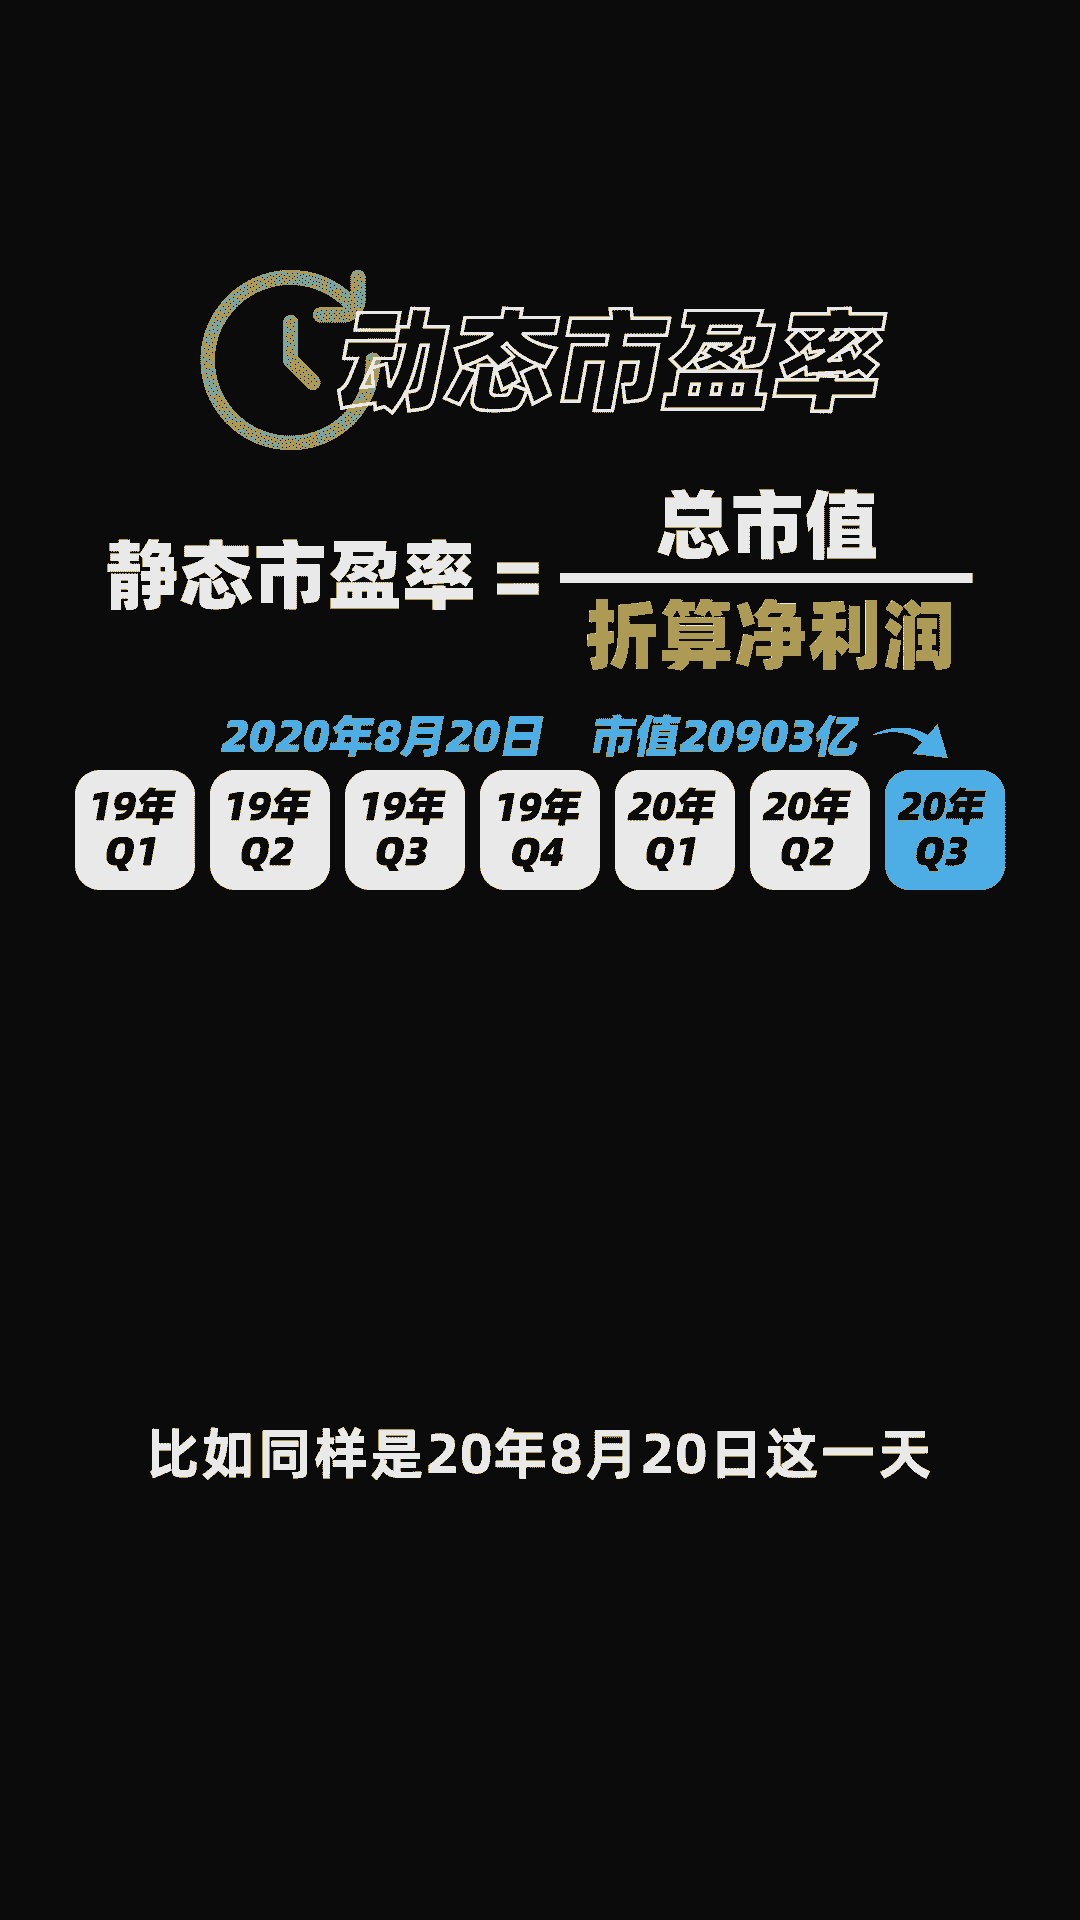 动态市盈率
静态市盈率 = 总市值
折算净利润
2020年8月20日 市值20903亿
19年 Q1
19年 Q2
19年 Q3
19年 Q4
20年 Q1
20年 Q2
20年 Q3
比如同样是20年8月20日这一天